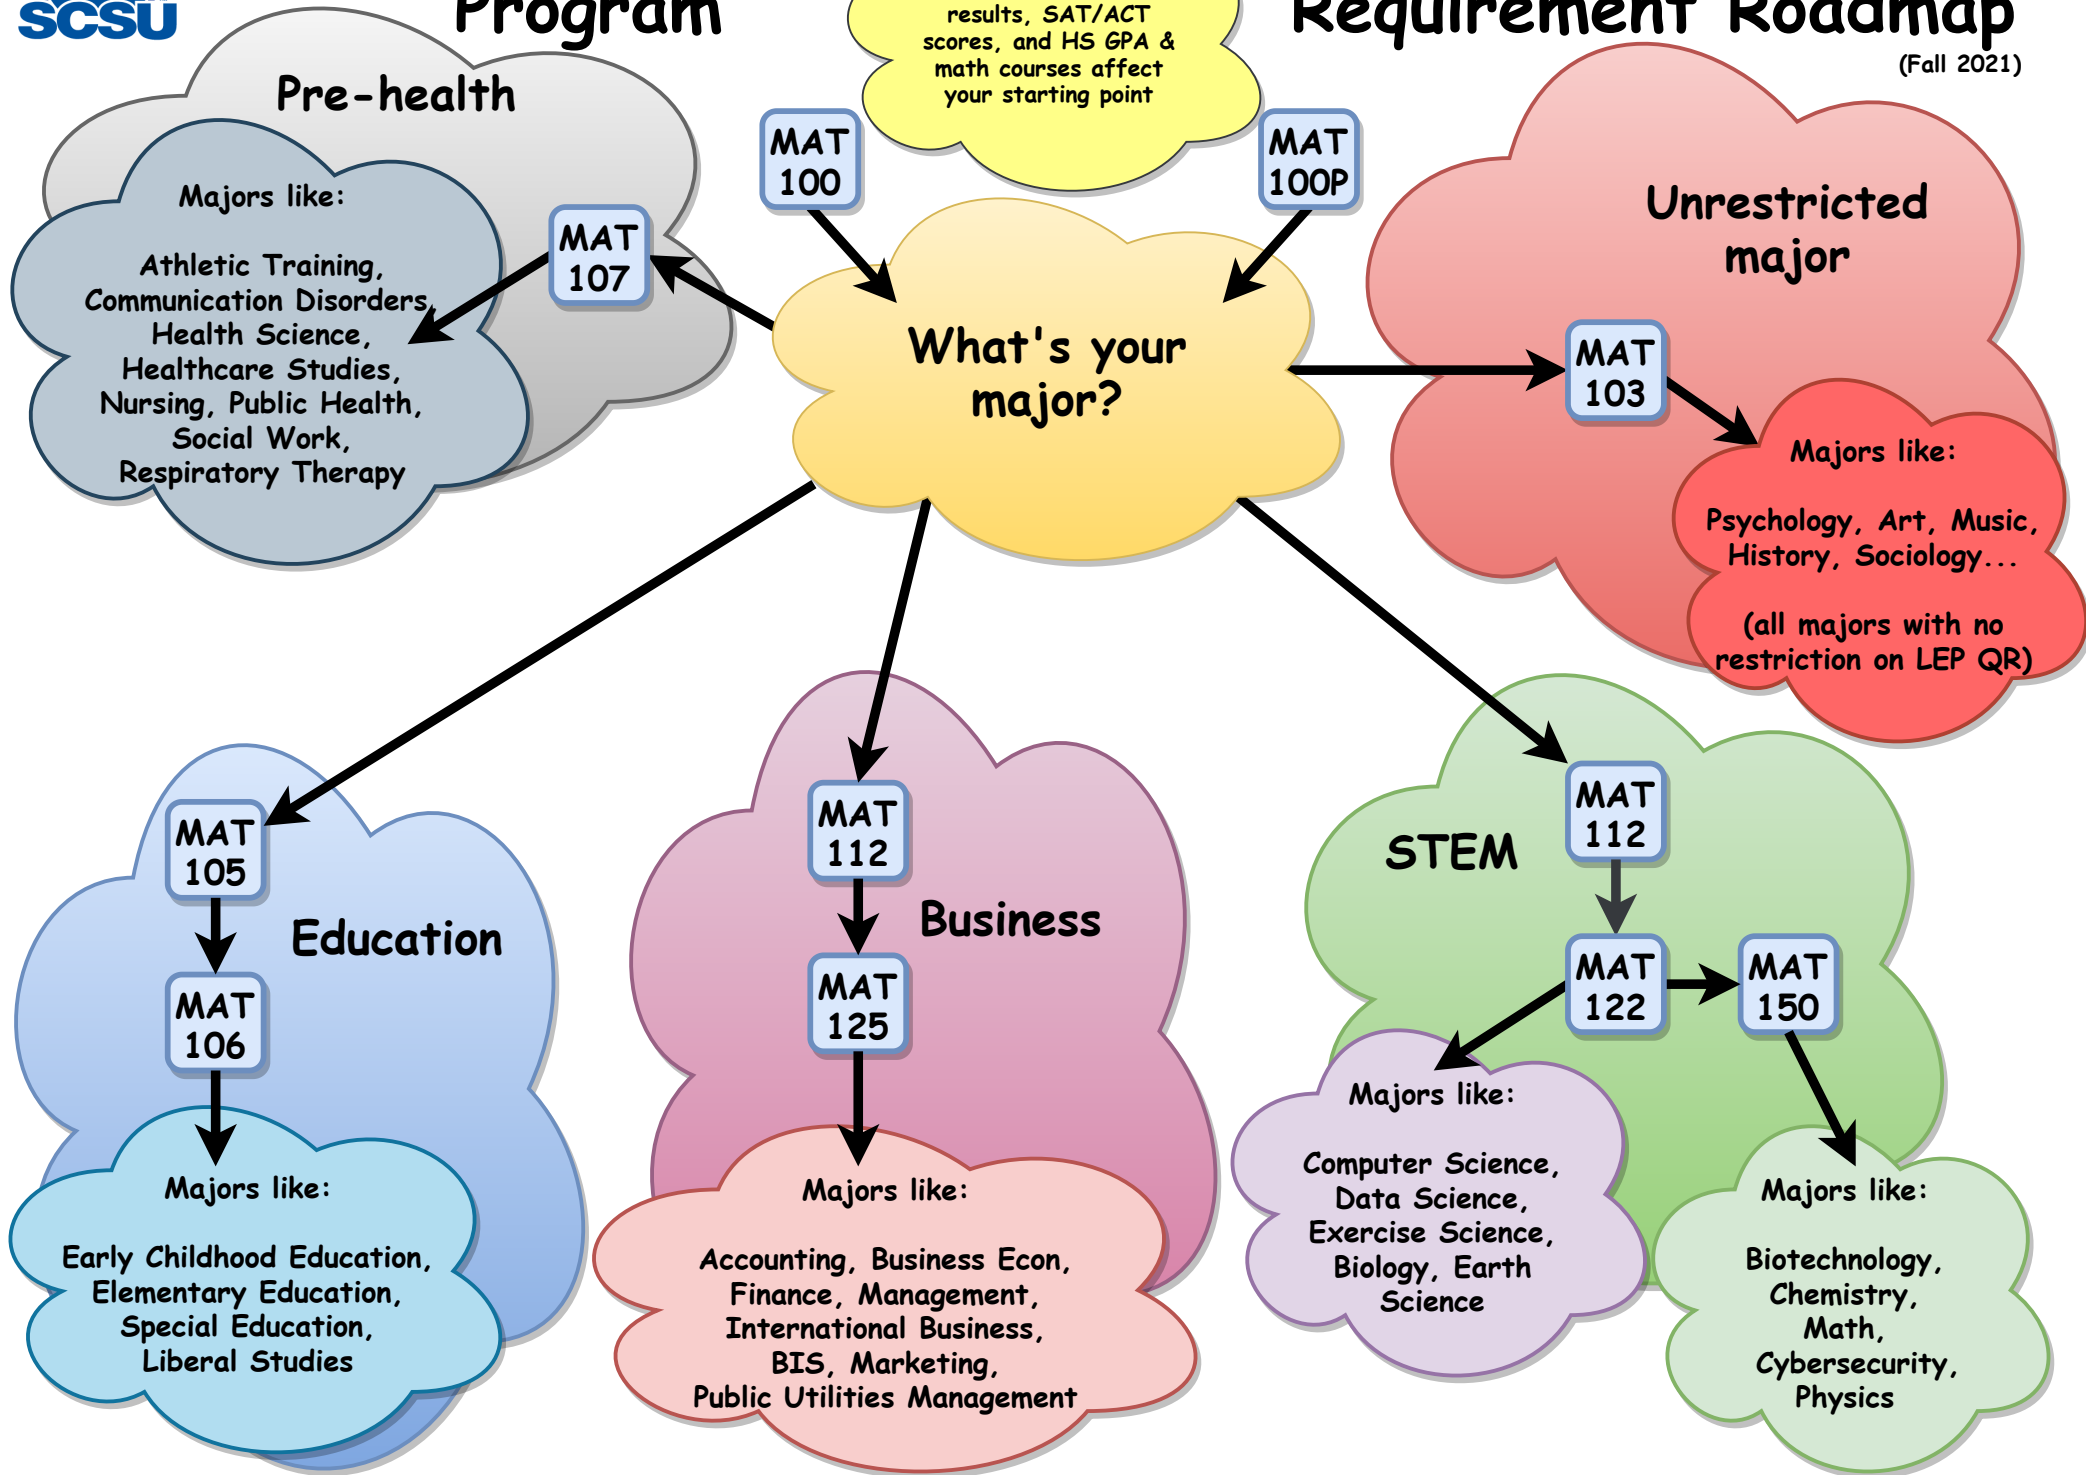 SCSU
Program
Requirement Roadmap
(Fall 2021)
results, SAT/ACT
scores, and HS GPA &
math courses affect
your starting point
MAT
100
MAT
100P
What's your
major?
Pre-health
MAT
107
Majors like:
Athletic Training,
Communication Disorders,
Health Science,
Healthcare Studies,
Nursing, Public Health,
Social Work,
Respiratory Therapy
Unrestricted
major
MAT
103
Majors like:
Psychology, Art, Music,
History, Sociology...
(all majors with no
restriction on LEP QR)
Education
MAT
105
MAT
106
Majors like:
Early Childhood Education,
Elementary Education,
Special Education,
Liberal Studies
Business
MAT
112
MAT
125
Majors like:
Accounting, Business Econ,
Finance, Management,
International Business,
BIS, Marketing,
Public Utilities Management
STEM
MAT
112
MAT
122
MAT
150
Majors like:
Computer Science,
Data Science,
Exercise Science,
Biology, Earth
Science
Majors like:
Biotechnology,
Chemistry,
Math,
Cybersecurity,
Physics